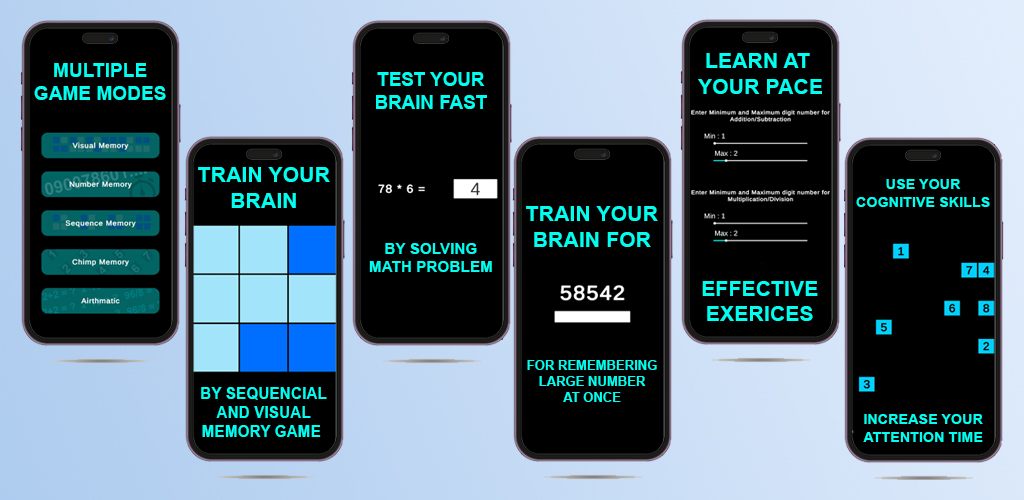 MULTIPLE
GAME MODES
Visual Memory
Number Memory
090078601....
Sequence Memory
Chimp Memory
Airthmatic
TRAIN YOUR
BRAIN
BY SEQUENCIAL
AND VISUAL
MEMORY GAME
TEST YOUR
BRAIN FAST
78 * 6 = 4
BY SOLVING
MATH PROBLEM
TRAIN YOUR
BRAIN FOR
58542
FOR REMEMBERING
LARGE NUMBER
AT ONCE
LEARN AT
YOUR PACE
Enter Minimum and Maximum digit number for
Addition/Subtraction
Min : 1
Max : 2
Enter Minimum and Maximum digit number for
Multiplication/Division
Min : 1
Max : 2
EFFECTIVE
EXERICES
USE YOUR
COGNITIVE SKILLS
1
7 4
6 8
5
2
3
INCREASE YOUR
ATTENTION TIME